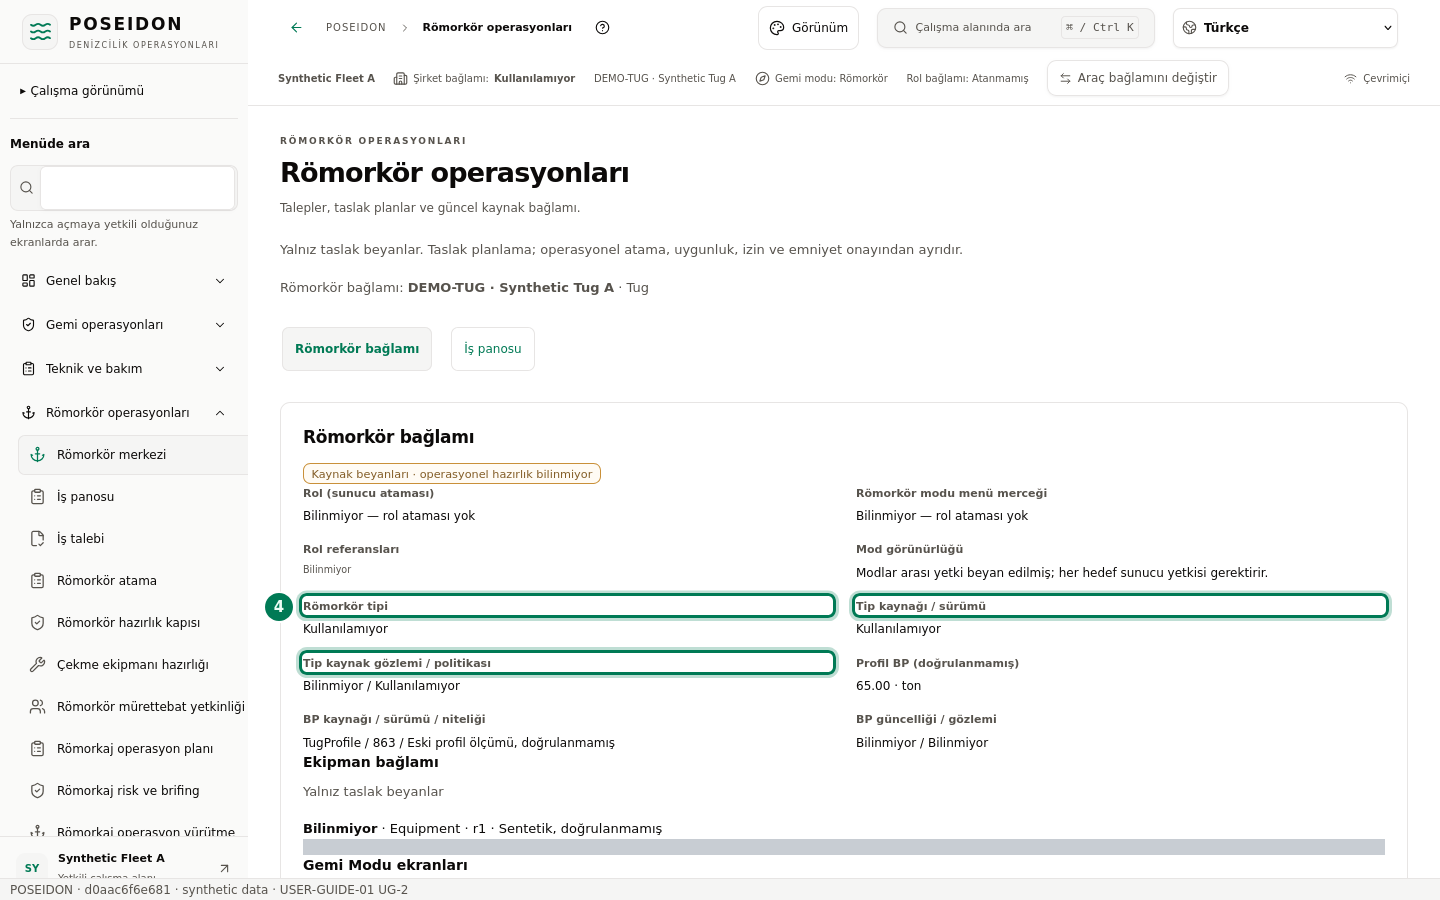 POSEIDON
DENİZCİLİK OPERASYONLARI
▸ Çalışma görünümü
Menüde ara
Yalnızca açmaya yetkili olduğunuz
ekranlarda arar.
Genel bakış
Gemi operasyonları
Teknik ve bakım
Römorkör operasyonları
Römorkör merkezi
İş panosu
İş talebi
Römorkör atama
Römorkör hazırlık kapısı
Çekme ekipmanı hazırlığı
Römorkör mürettebat yetkinliği
Römorkaj operasyon planı
Römorkaj risk ve brifing
Römorkaj operasyon yürütme
Synthetic Fleet A
SY
POSEIDON
Römorkör operasyonları
Görünüm
Çalışma alanında ara
⌘ / Ctrl K
Türkçe
Synthetic Fleet A
Şirket bağlamı: Kullanılamıyor
DEMO-TUG · Synthetic Tug A
Gemi modu: Römorkör
Rol bağlamı: Atanmamış
Araç bağlamını değiştir
Çevrimiçi
RÖMORKÖR OPERASYONLARI
Römorkör operasyonları
Talepler, taslak planlar ve güncel kaynak bağlamı.
Yalnız taslak beyanlar. Taslak planlama; operasyonel atama, uygunluk, izin ve emniyet onayından ayrıdır.
Römorkör bağlamı: DEMO-TUG · Synthetic Tug A · Tug
Römorkör bağlamı
İş panosu
Römorkör bağlamı
Kaynak beyanları · operasyonel hazırlık bilinmiyor
Rol (sunucu ataması)
Bilinmiyor — rol ataması yok
Römorkör modu menü merceği
Bilinmiyor — rol ataması yok
Rol referansları
Bilinmiyor
Mod görünürlüğü
Modlar arası yetki beyan edilmiş; her hedef sunucu yetkisi gerektirir.
4
Römorkör tipi
Kullanılamıyor
Tip kaynağı / sürümü
Kullanılamıyor
Tip kaynak gözlemi / politikası
Bilinmiyor / Kullanılamıyor
Profil BP (doğrulanmamış)
65.00 · ton
BP kaynağı / sürümü / niteliği
TugProfile / 863 / Eski profil ölçümü, doğrulanmamış
BP güncelliği / gözlemi
Bilinmiyor / Bilinmiyor
Ekipman bağlamı
Yalnız taslak beyanlar
Bilinmiyor · Equipment · r1 · Sentetik, doğrulanmamış
Gemi Modu ekranları
POSEIDON · d0aac6f6e681 · synthetic data · USER-GUIDE-01 UG-2